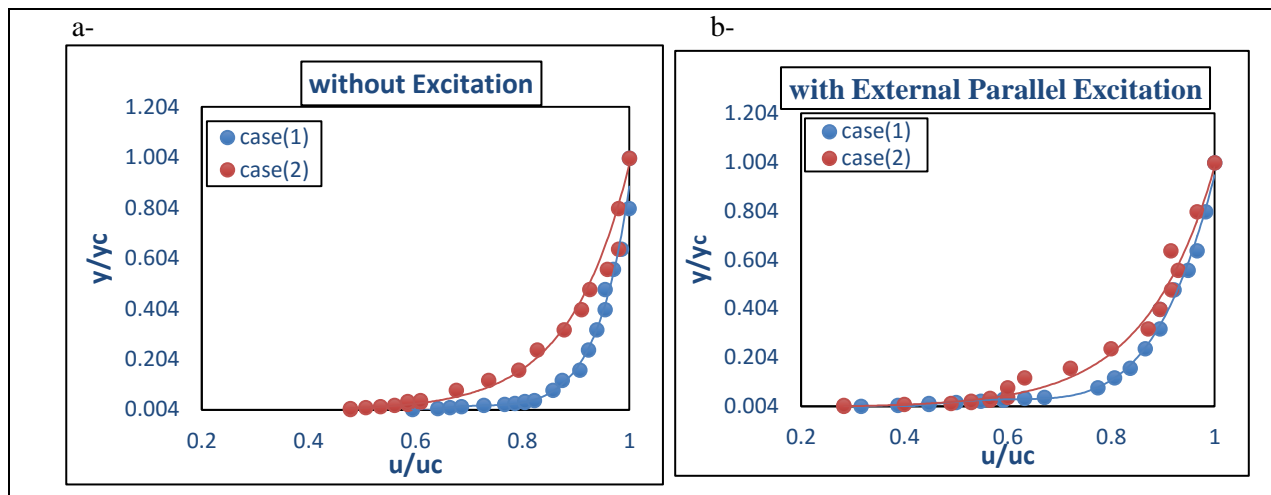 a-
without Excitation
1.204
1.004
0.804
0.604
0.404
0.204
0.004
y/yc
case(1)
case(2)
0.2 0.4 0.6 0.8 1
u/uc
b-
with External Parallel Excitation
1.204
1.004
0.804
0.604
0.404
0.204
0.004
y/yc
case(1)
case(2)
0.2 0.4 0.6 0.8 1
u/uc